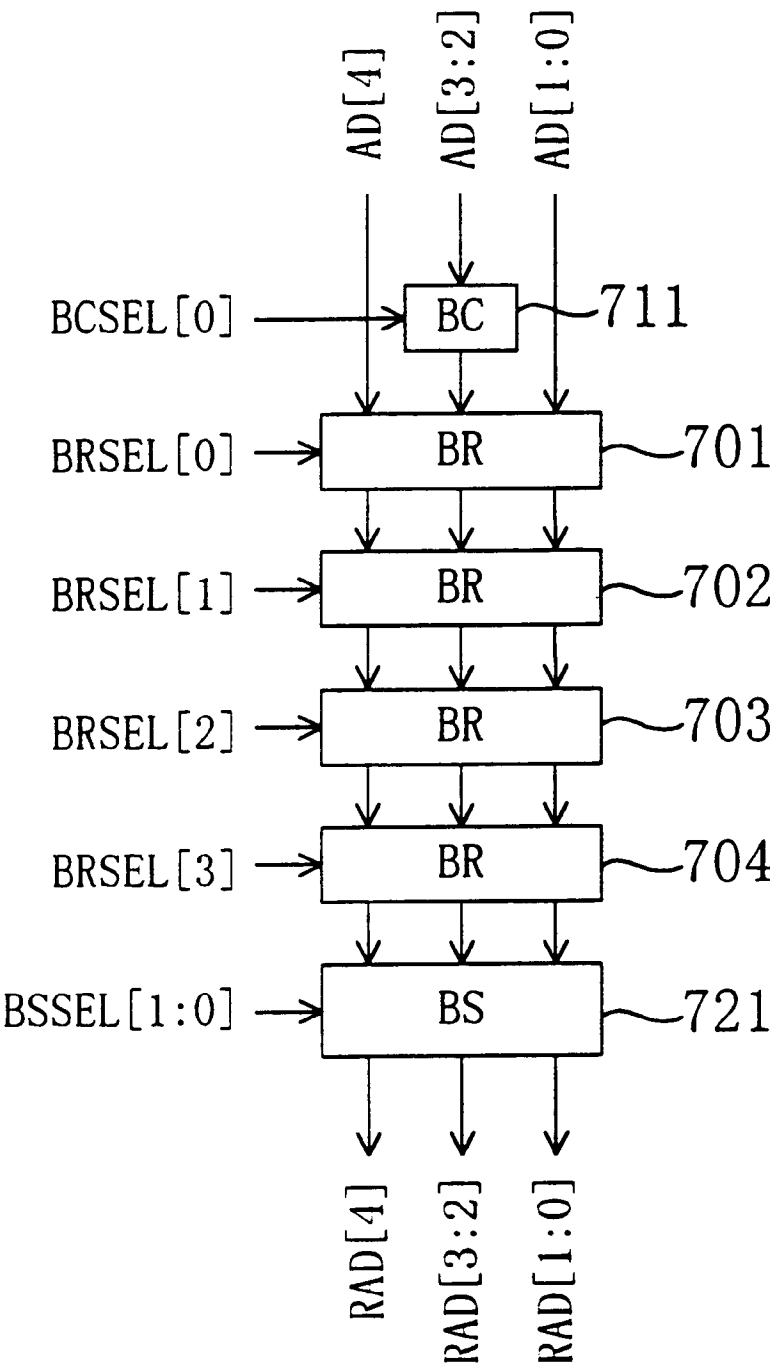 AD[4]
AD[3:2]
AD[1:0]
BCSEL[0]
BC
711
BRSEL[0]
BR
701
BRSEL[1]
BR
702
BRSEL[2]
BR
703
BRSEL[3]
BR
704
BSSEL[1:0]
BS
721
RAD[4]
RAD[3:2]
RAD[1:0]